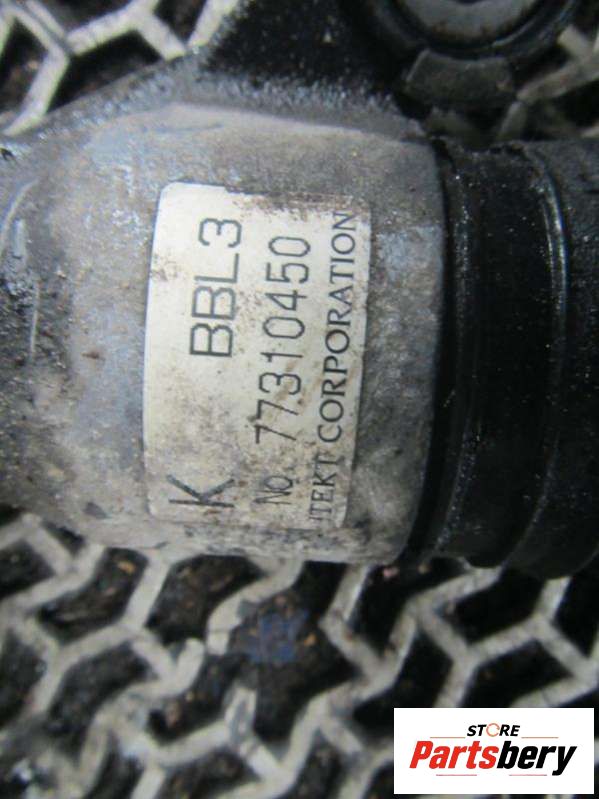 K BBL3
No. 77310450
JTEKT CORPORATION
STORE
Partsbery